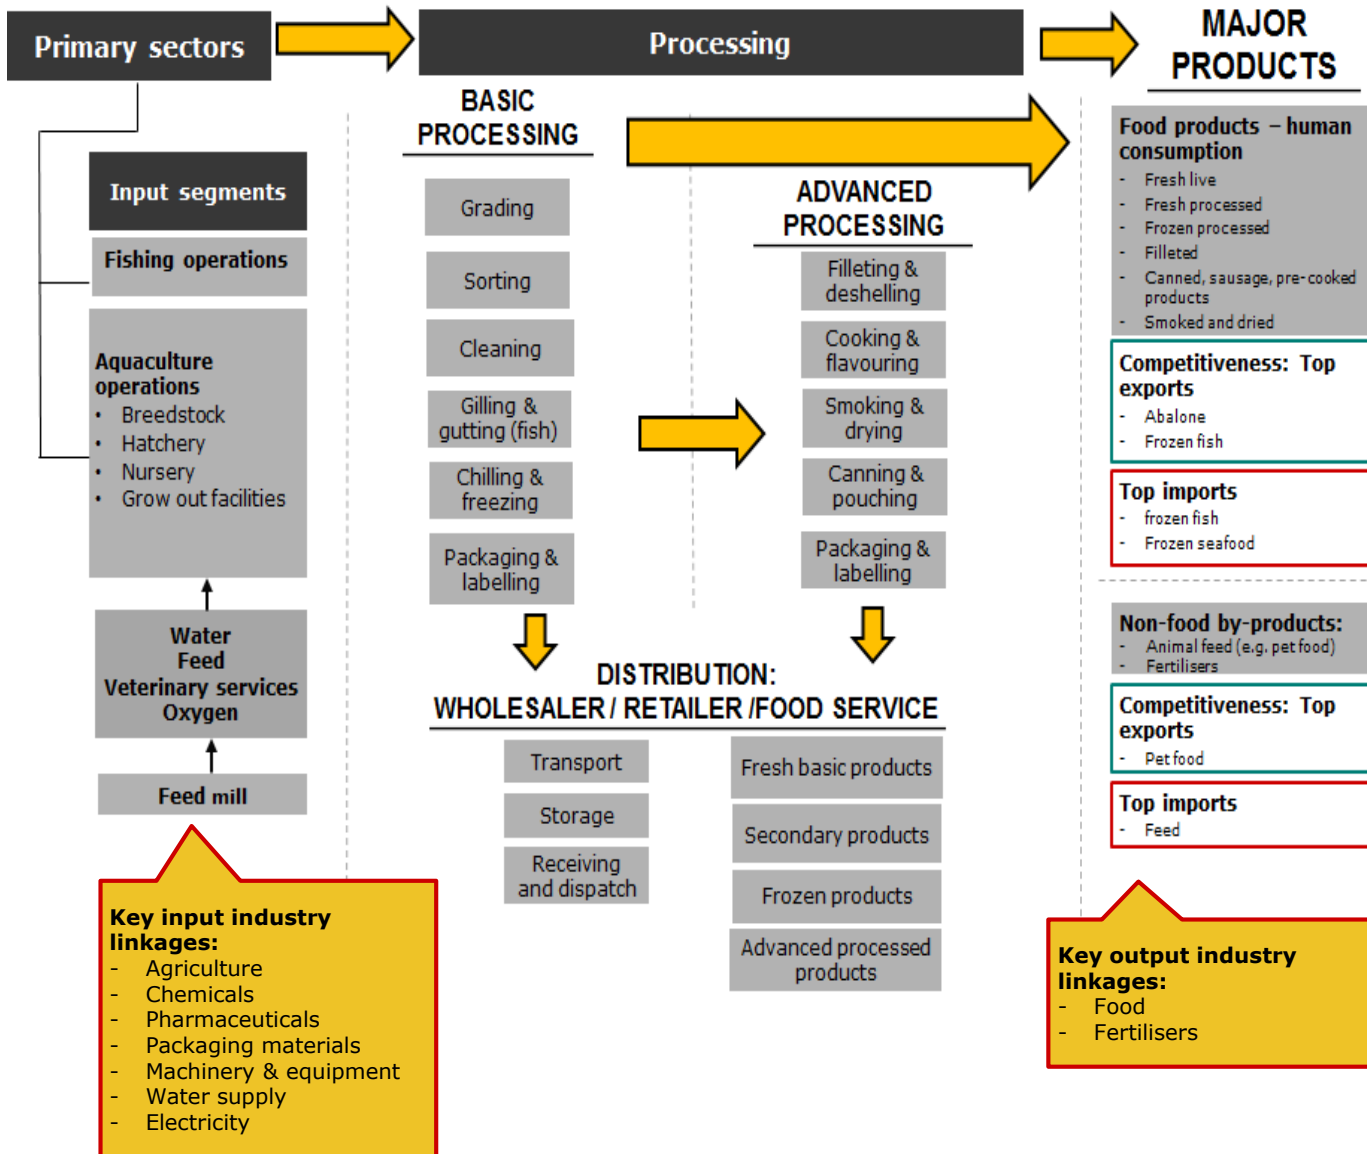 Primary sectors
Processing
MAJOR
PRODUCTS
Input segments
Fishing operations
Aquaculture
operations
• Breedstock
• Hatchery
• Nursery
• Grow out facilities
Water
Feed
Veterinary services
Oxygen
Feed mill
Key input industry
linkages:
- Agriculture
- Chemicals
- Pharmaceuticals
- Packaging materials
- Machinery & equipment
- Water supply
- Electricity
BASIC
PROCESSING
Grading
Sorting
Cleaning
Gilling &
gutting (fish)
Chilling &
freezing
Packaging &
labelling
ADVANCED
PROCESSING
Filleting &
deshelling
Cooking &
flavouring
Smoking &
drying
Canning &
pouching
Packaging &
labelling
DISTRIBUTION:
WHOLESALER / RETAILER /FOOD SERVICE
Transport
Storage
Receiving
and dispatch
Fresh basic products
Secondary products
Frozen products
Advanced processed
products
Food products – human
consumption
- Fresh live
- Fresh processed
- Frozen processed
- Filleted
- Canned, sausage, pre-cooked
products
- Smoked and dried
Competitiveness: Top
exports
- Abalone
- Frozen fish
Top imports
- frozen fish
- Frozen seafood
Non-food by-products:
- Animal feed (e.g. pet food)
- Fertilisers
Competitiveness: Top
exports
- Pet food
Top imports
- Feed
Key output industry
linkages:
- Food
- Fertilisers